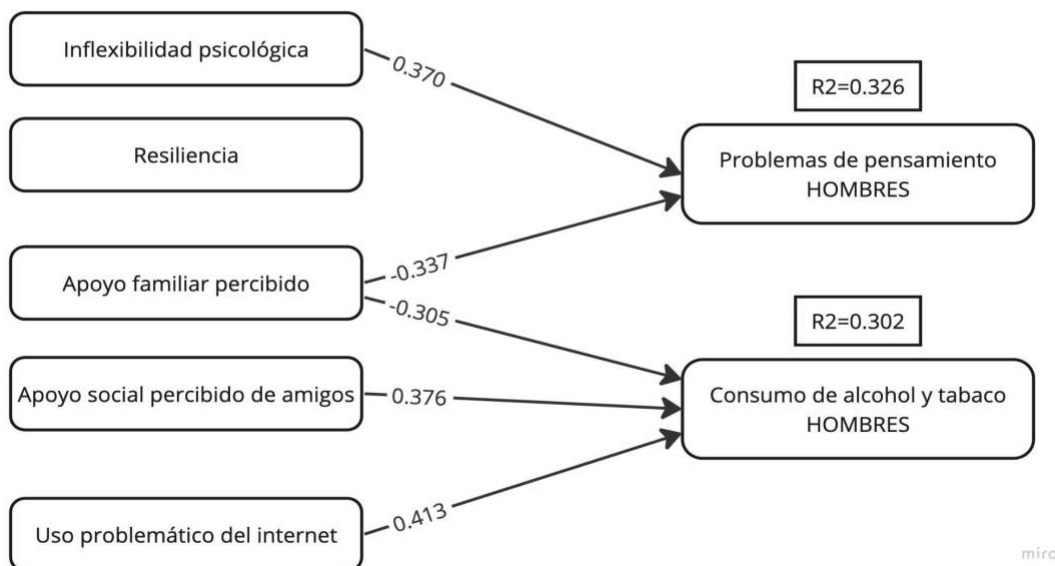 Inflexibilidad psicológica
0.370
R2=0.326
Resiliencia
Problemas de pensamiento
HOMBRES
Apoyo familiar percibido
-0.337
-0.305
R2=0.302
Apoyo social percibido de amigos
0.376
Consumo de alcohol y tabaco
HOMBRES
Uso problemático del internet
0.413
miro